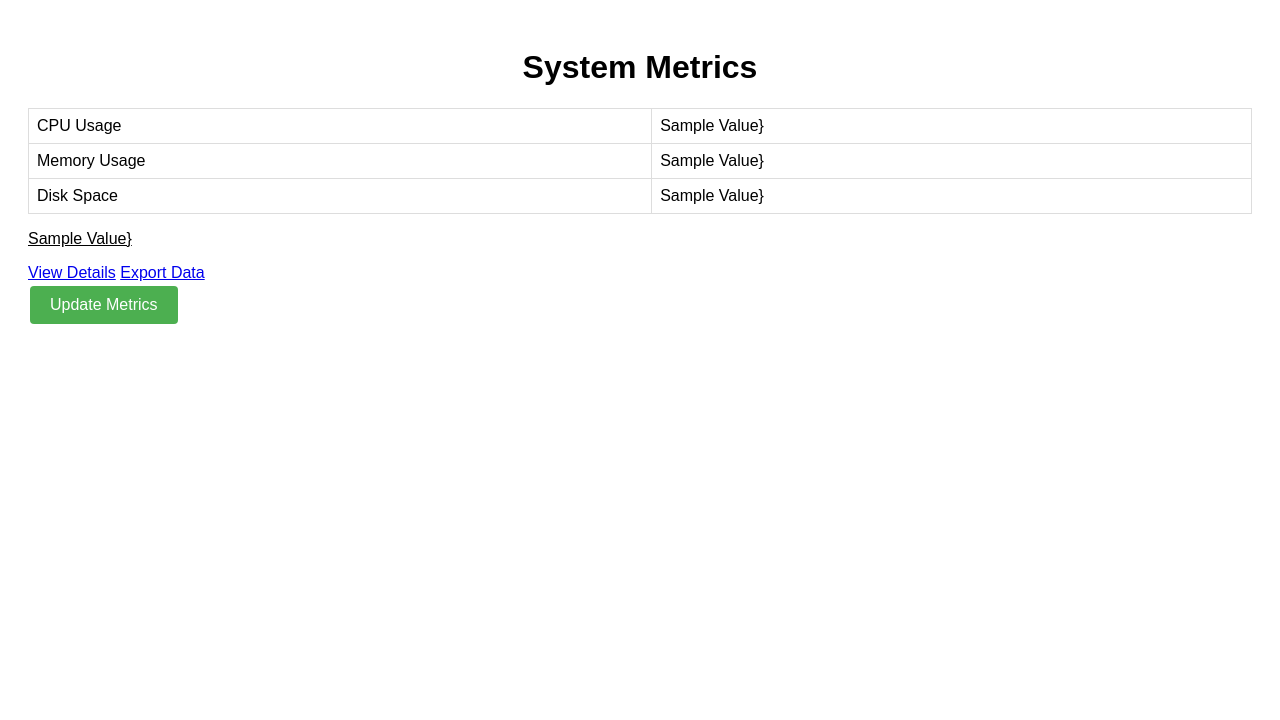 System Metrics
CPU Usage Sample Value}
Memory Usage Sample Value}
Disk Space Sample Value}
Sample Value}
View Details Export Data
Update Metrics